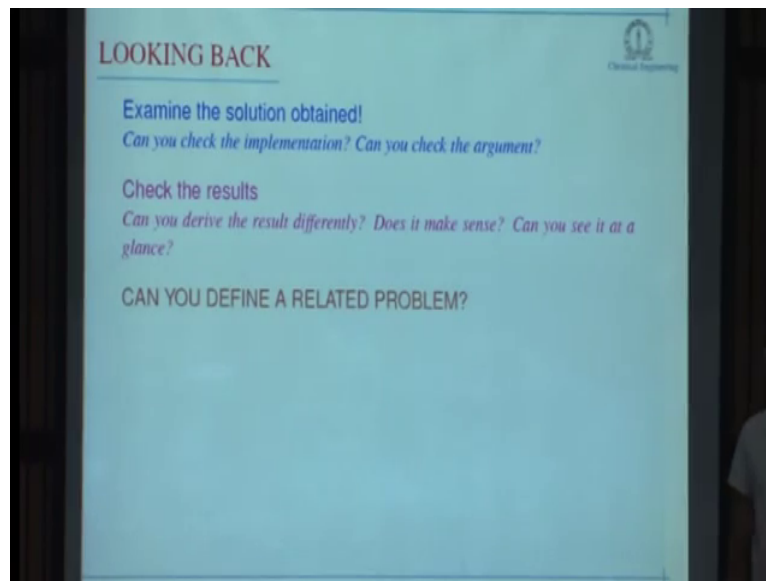 LOOKING BACK
Chemical Engineering
Examine the solution obtained!
Can you check the implementation? Can you check the argument?
Check the results
Can you derive the result differently? Does it make sense? Can you see it at a
glance?
CAN YOU DEFINE A RELATED PROBLEM?